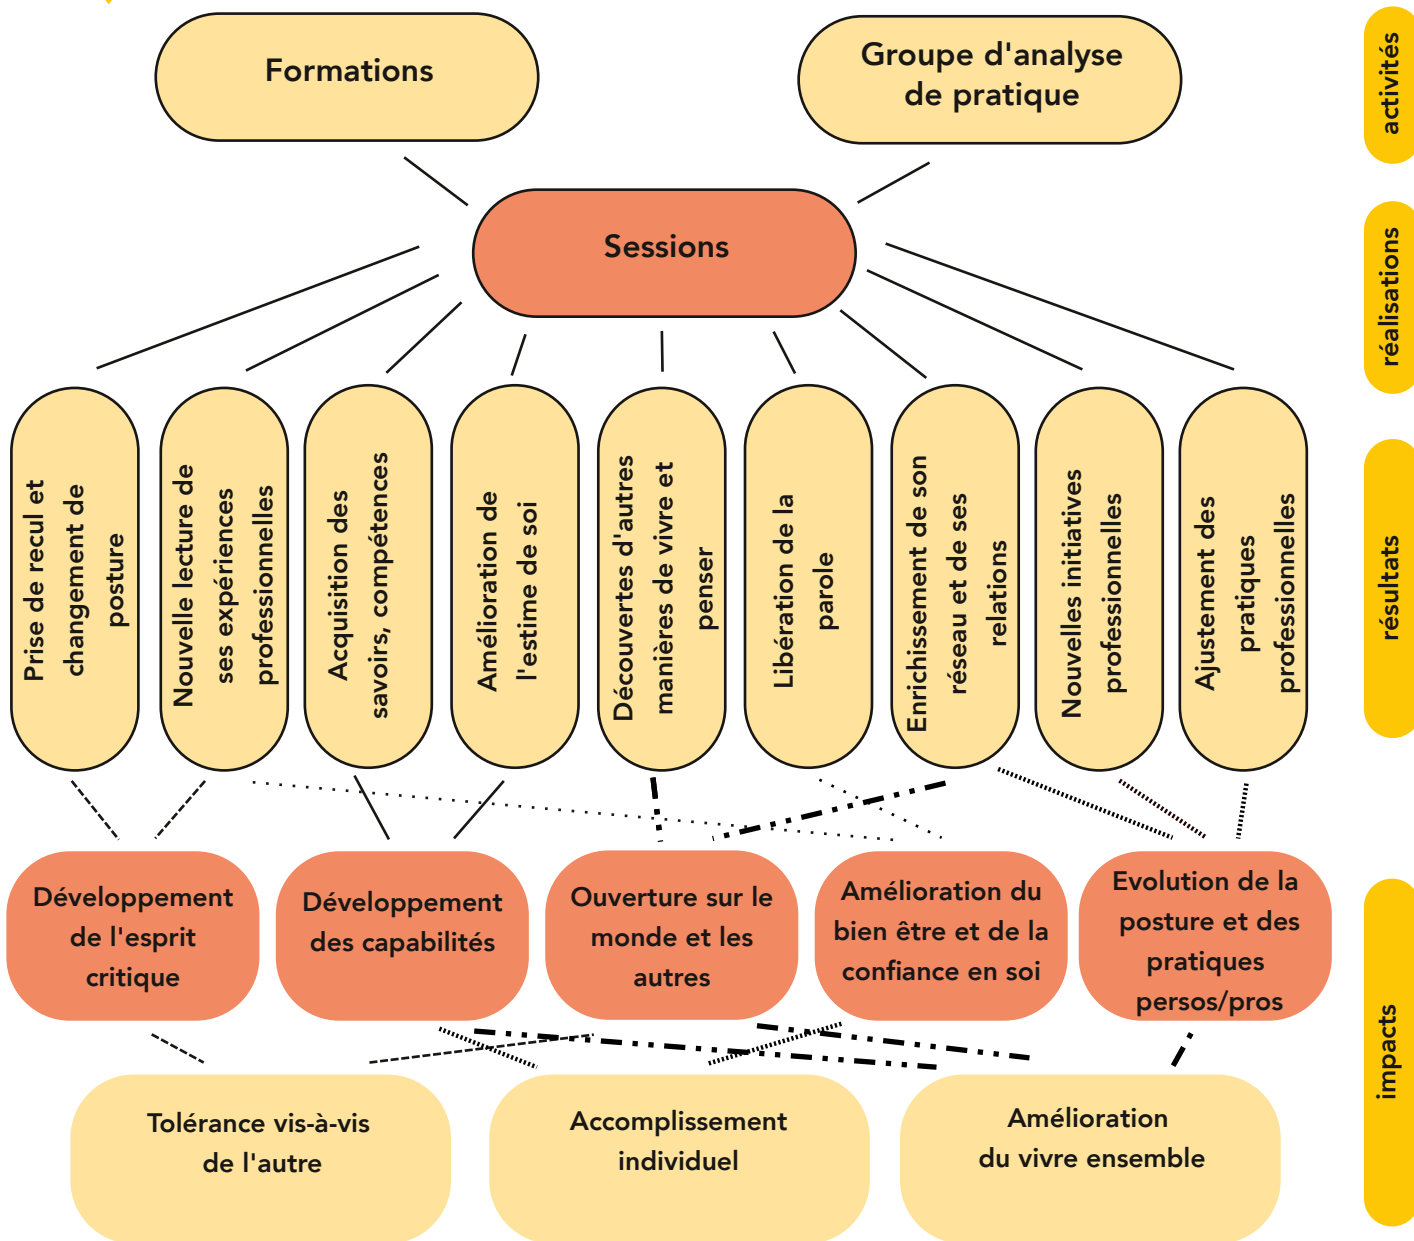 Formations
Groupe d'analyse
de pratique
activités
Sessions
réalisations
Prise de recul et
changement de
posture
Nouvelle lecture de
ses expériences
professionnelles
Acquisition des
savoirs, compétences
Amélioration de
l'estime de soi
Découvertes d'autres
manières de vivre et
penser
Libération de la
parole
Enrichissement de son
réseau et de ses
relations
Nouvelles initiatives
professionnelles
Ajustement des
pratiques
professionnelles
résultats
Développement
de l'esprit
critique
Développement
des capabilités
Ouverture sur le
monde et les
autres
Amélioration du
bien être et de la
confiance en soi
Evolution de la
posture et des
pratiques
persos/pros
impacts
Tolérance vis-à-vis
de l'autre
Accomplissement
individuel
Amélioration
du vivre ensemble